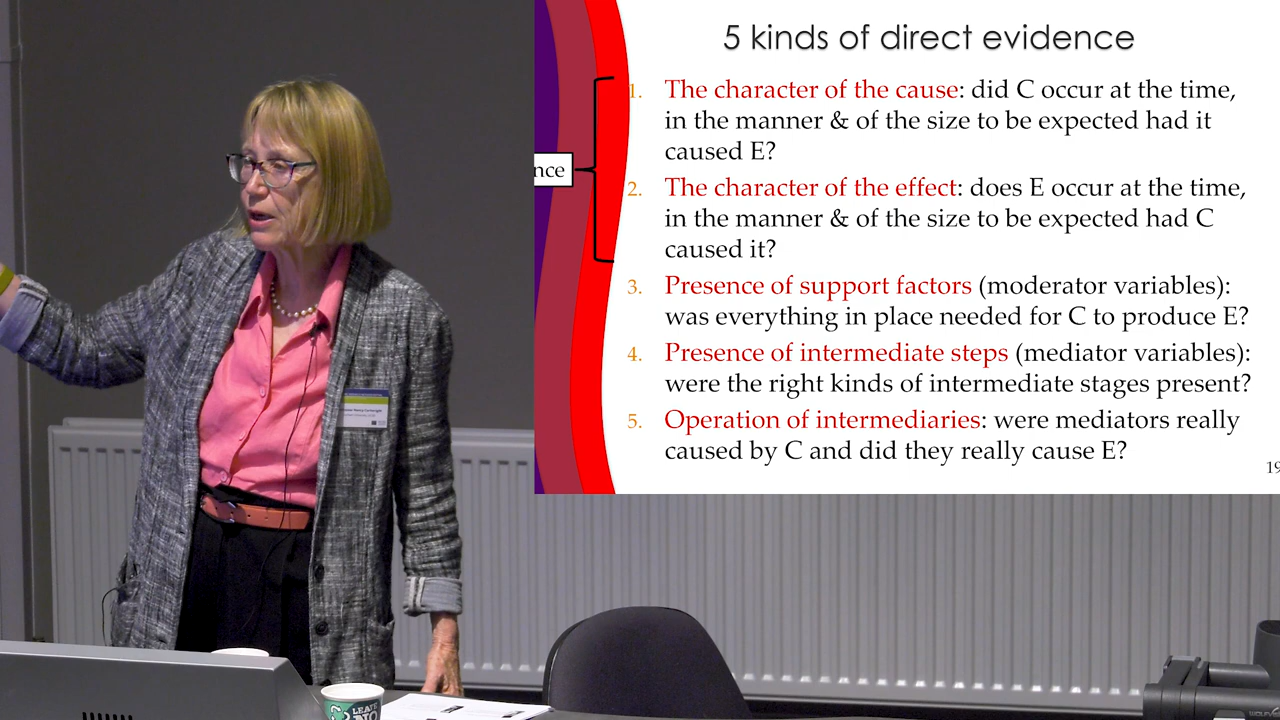 5 kinds of direct evidence
1. The character of the cause: did C occur at the time,
in the manner & of the size to be expected had it
caused E?
nce
2. The character of the effect: does E occur at the time,
in the manner & of the size to be expected had C
caused it?
3. Presence of support factors (moderator variables):
was everything in place needed for C to produce E?
4. Presence of intermediate steps (mediator variables):
were the right kinds of intermediate stages present?
5. Operation of intermediaries: were mediators really
caused by C and did they really cause E?
19
Nancy Cartwright
LEAVE
NO